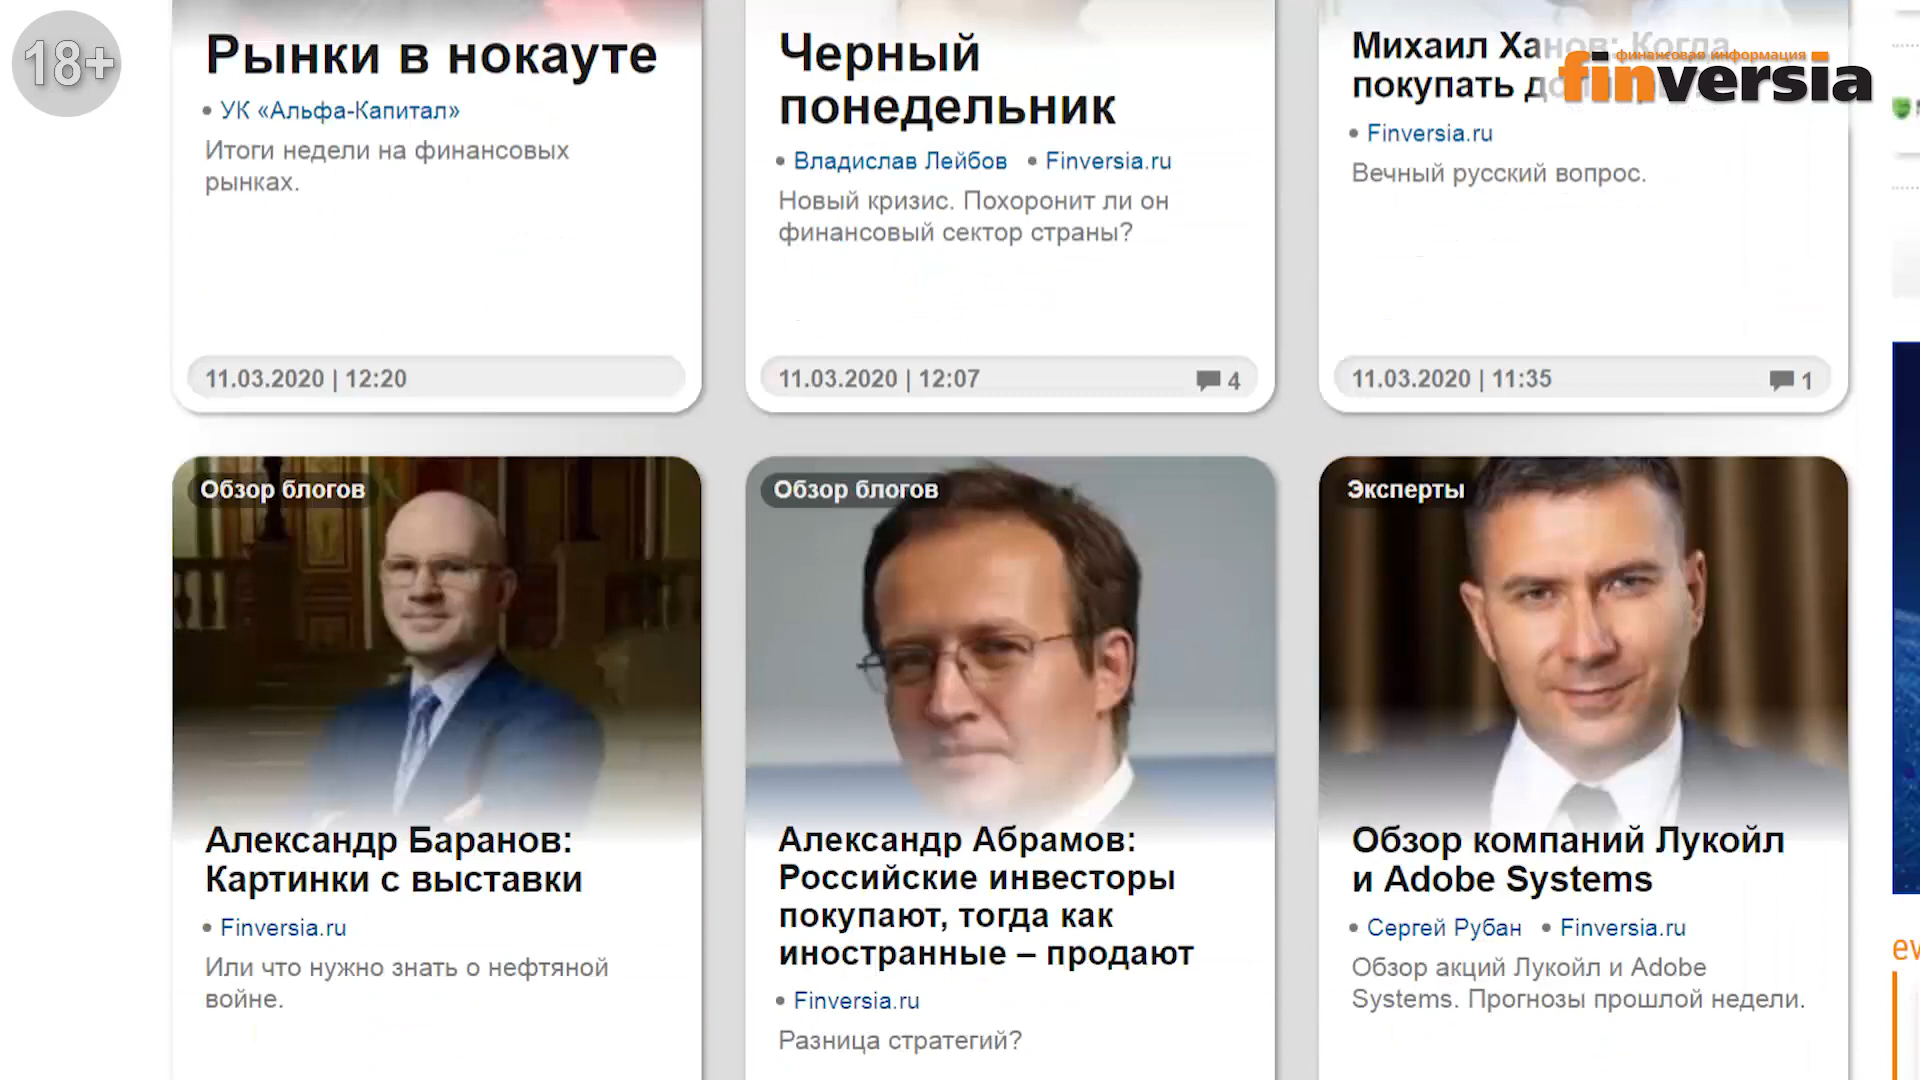 18+
Рынки в нокауте
• УК «Альфа-Капитал»
Итоги недели на финансовых
рынках.
11.03.2020 | 12:20
Черный
понедельник
• Владислав Лейбов • Finversia.ru
Новый кризис. Похоронит ли он
финансовый сектор страны?
11.03.2020 | 12:07
4
Михаил Ханов: Когда
покупать
• Finversia.ru
Вечный русский вопрос.
11.03.2020 | 11:35
1
финансовая информация
finversia
Обзор блогов
Александр Баранов:
Картинки с выставки
• Finversia.ru
Или что нужно знать о нефтяной
войне.
Обзор блогов
Александр Абрамов:
Российские инвесторы
покупают, тогда как
иностранные – продают
• Finversia.ru
Разница стратегий?
Эксперты
Обзор компаний Лукойл
и Adobe Systems
• Сергей Рубан • Finversia.ru
Обзор акций Лукойл и Adobe
Systems. Прогнозы прошлой недели.